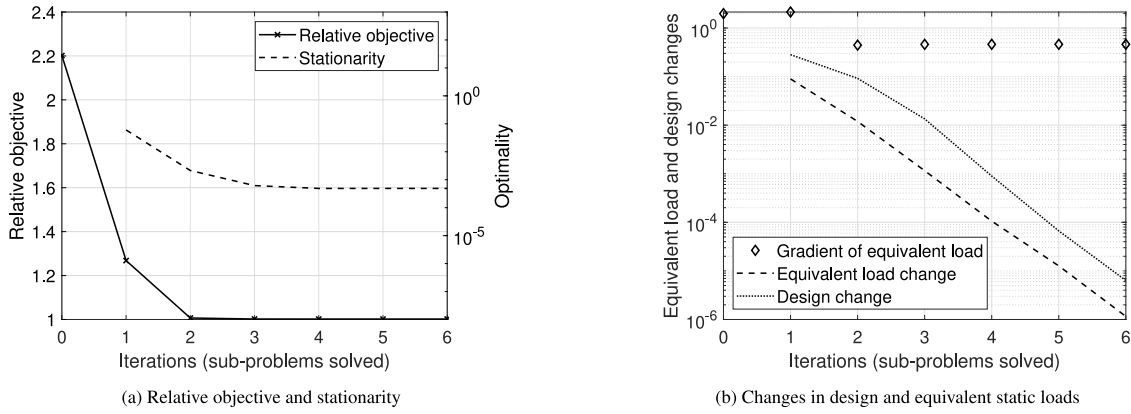 2.4
2.2
2
1.8
1.6
1.4
1.2
1
Relative objective
Relative objective
Stationarity
10^0
10^-5
Optimality
0 1 2 3 4 5 6
Iterations (sub-problems solved)
(a) Relative objective and stationarity
10^0
10^-2
10^-4
10^-6
Equivalent load and design changes
Gradient of equivalent load
Equivalent load change
Design change
0 1 2 3 4 5 6
Iterations (sub-problems solved)
(b) Changes in design and equivalent static loads